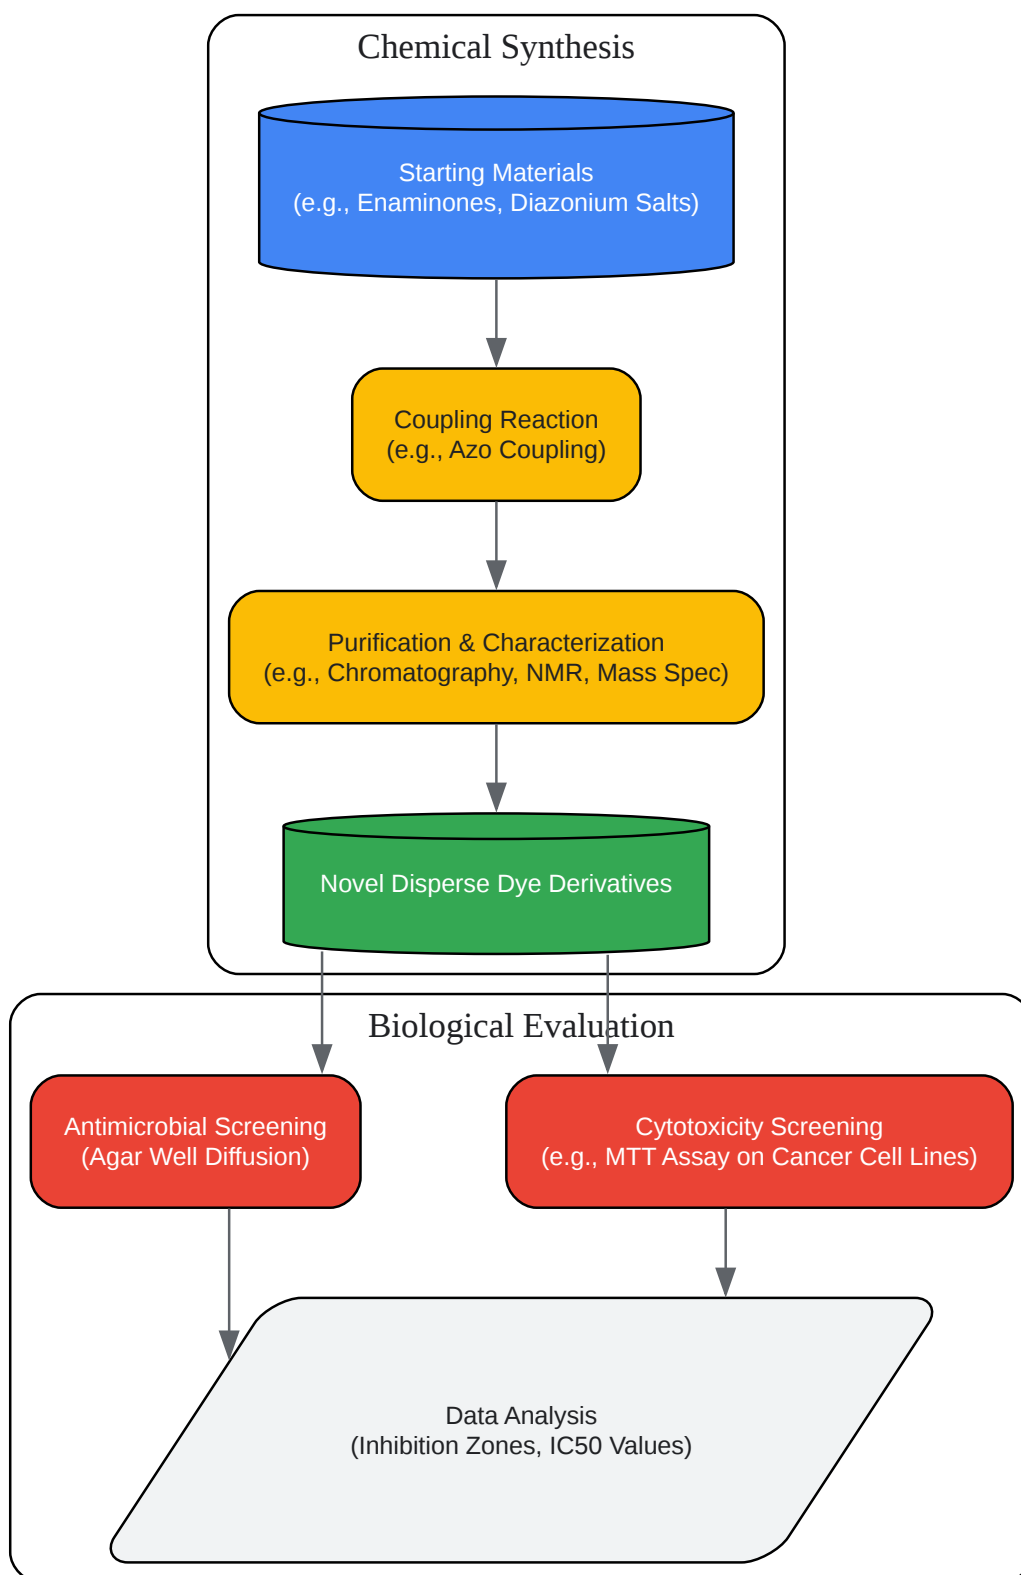 Chemical Synthesis
Starting Materials
(e.g., Enaminones, Diazonium Salts)
Coupling Reaction
(e.g., Azo Coupling)
Purification & Characterization
(e.g., Chromatography, NMR, Mass Spec)
Novel Disperse Dye Derivatives
Biological Evaluation
Antimicrobial Screening
(Agar Well Diffusion)
Cytotoxicity Screening
(e.g., MTT Assay on Cancer Cell Lines)
Data Analysis
(Inhibition Zones, IC50 Values)